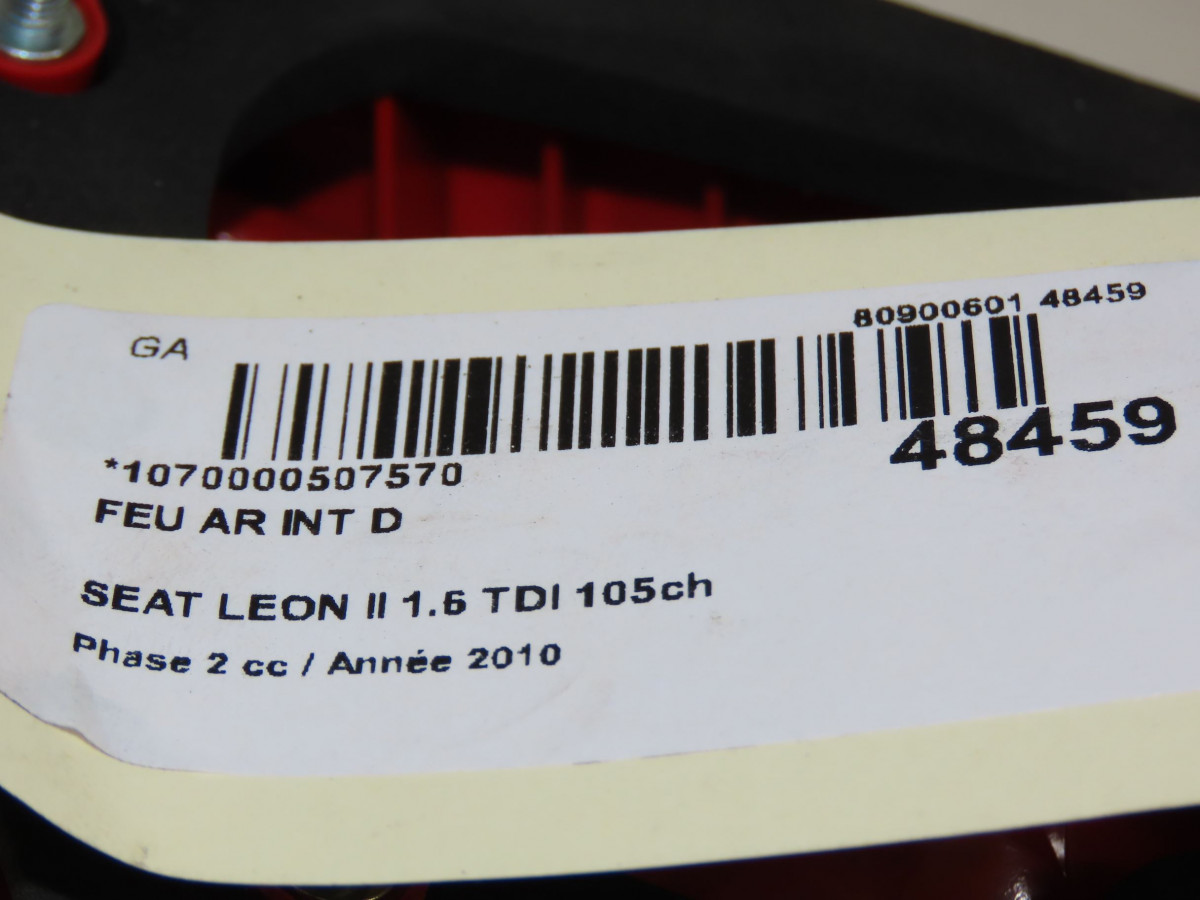 80900601 48459
GA
48459
*1070000507570
FEU AR INT D
SEAT LEON II 1.6 TDI 105ch
Phase 2 cc / Année 2010